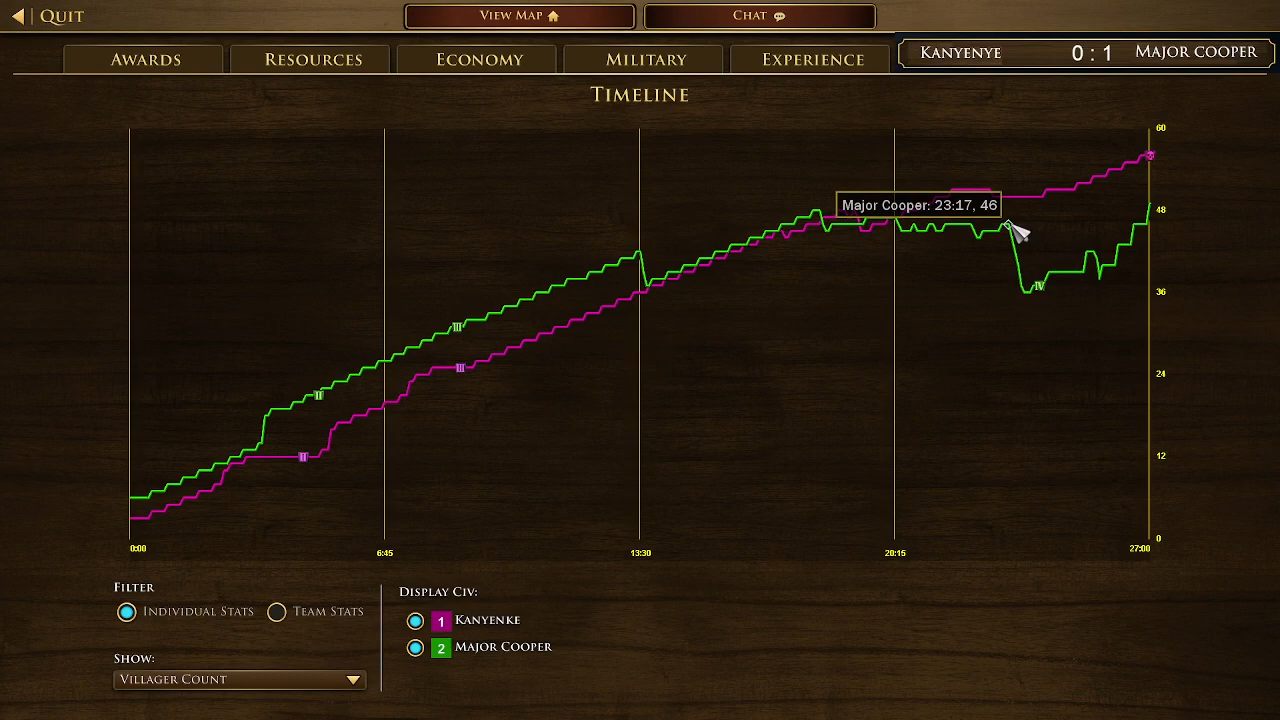 QUIT
VIEW MAP
CHAT
AWARDS
RESOURCES
ECONOMY
MILITARY
EXPERIENCE
KANYENYE 0 : 1 MAJOR COOPER
TIMELINE
60
Major Cooper: 23:17, 46
48
IV
36
III
III
24
II
12
II
0
0:00
6:45
13:30
20:15
27:00
FILTER
INDIVIDUAL STATS
TEAM STATS
SHOW:
VILLAGER COUNT
DISPLAY CIV:
1 KANYENKE
2 MAJOR COOPER